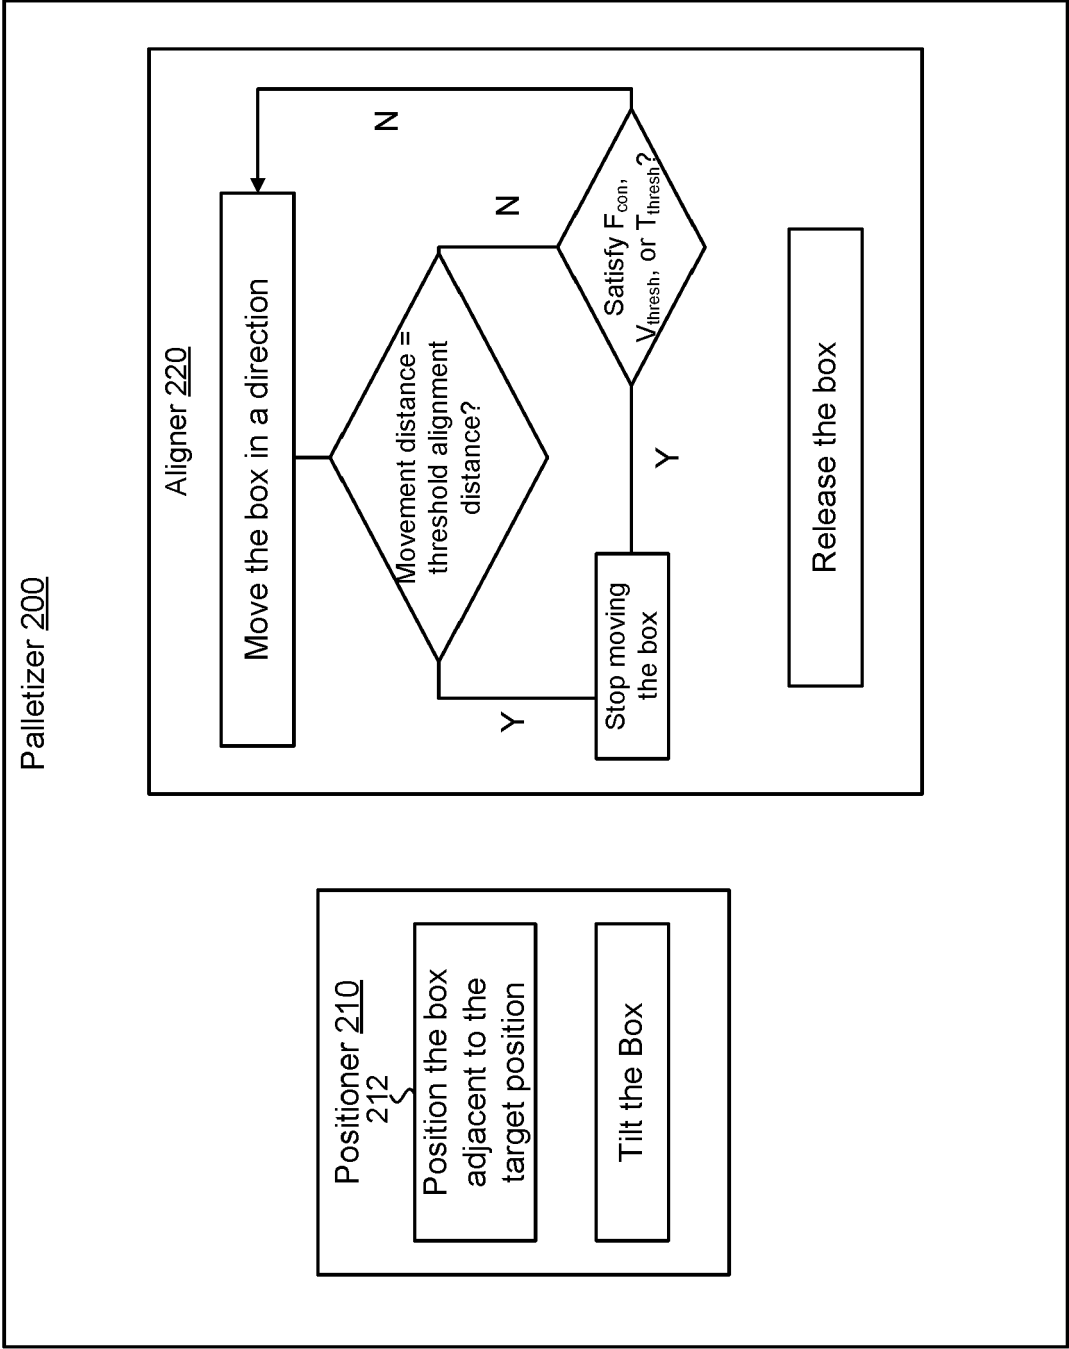 Palletizer 200
Positioner 210
212
Position the box
adjacent to the
target position
Tilt the Box
Aligner 220
Move the box in a direction
Movement distance =
threshold alignment
distance?
Y
N
Satisfy Fcon,
Vthresh, or Tthresh?
N
Y
Stop moving
the box
Release the box